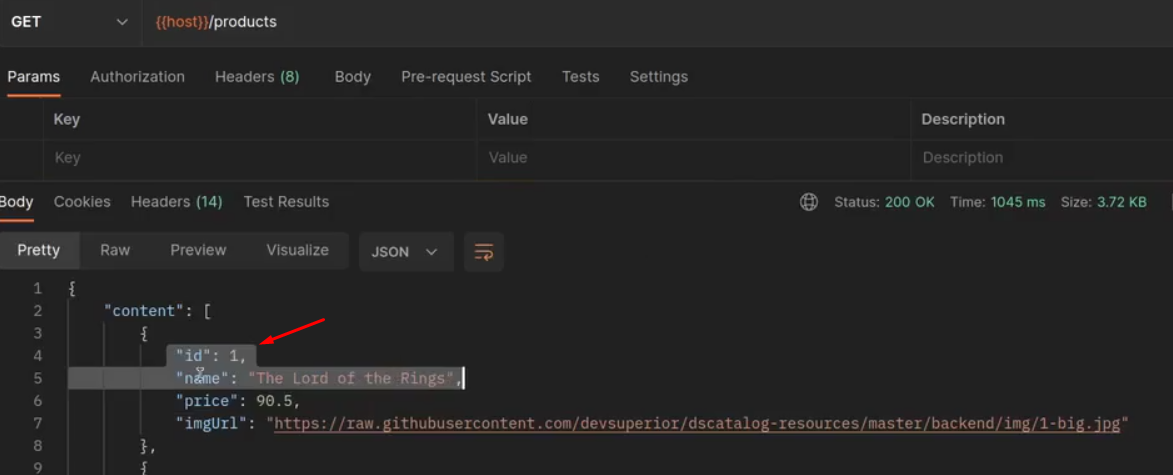 GET {{host}}/products
Params Authorization Headers (8) Body Pre-request Script Tests Settings
Key Value Description
Key Value Description
Body Cookies Headers (14) Test Results Status: 200 OK Time: 1045 ms Size: 3.72 KB
Pretty Raw Preview Visualize JSON
1 {
2 "content": [
3 {
4 "id": 1,
5 "name": "The Lord of the Rings",
6 "price": 90.5,
7 "imgUrl": "https://raw.githubusercontent.com/devsuperior/dscatalog-resources/master/backend/img/1-big.jpg"
8 },
9 {